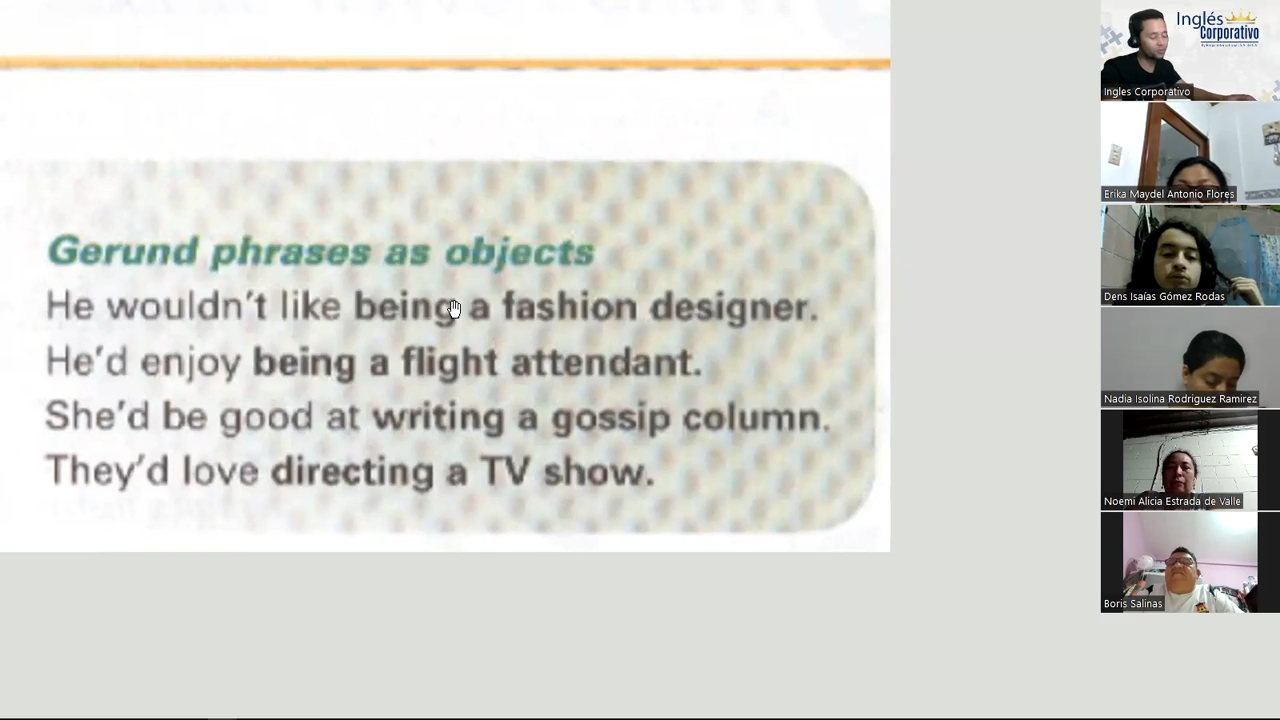 Gerund phrases as objects
He wouldn't like being a fashion designer.
He'd enjoy being a flight attendant.
She'd be good at writing a gossip column.
They'd love directing a TV show.
Inglés
Corporativo
Ingles Corporativo
Erika Maydel Antonio Flores
Dens Isaías Gómez Rodas
Nadia Isolina Rodriguez Ramirez
Noemi Alicia Estrada de Valle
Boris Salinas